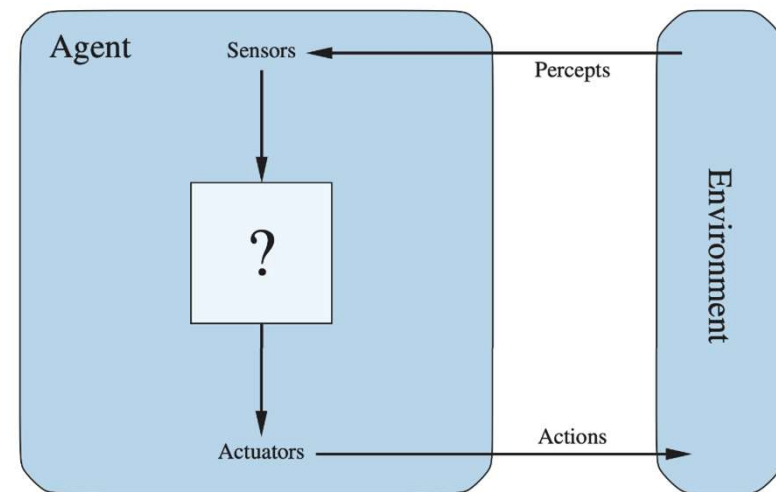 Agent
Sensors
Percepts
?
Environment
Actuators
Actions